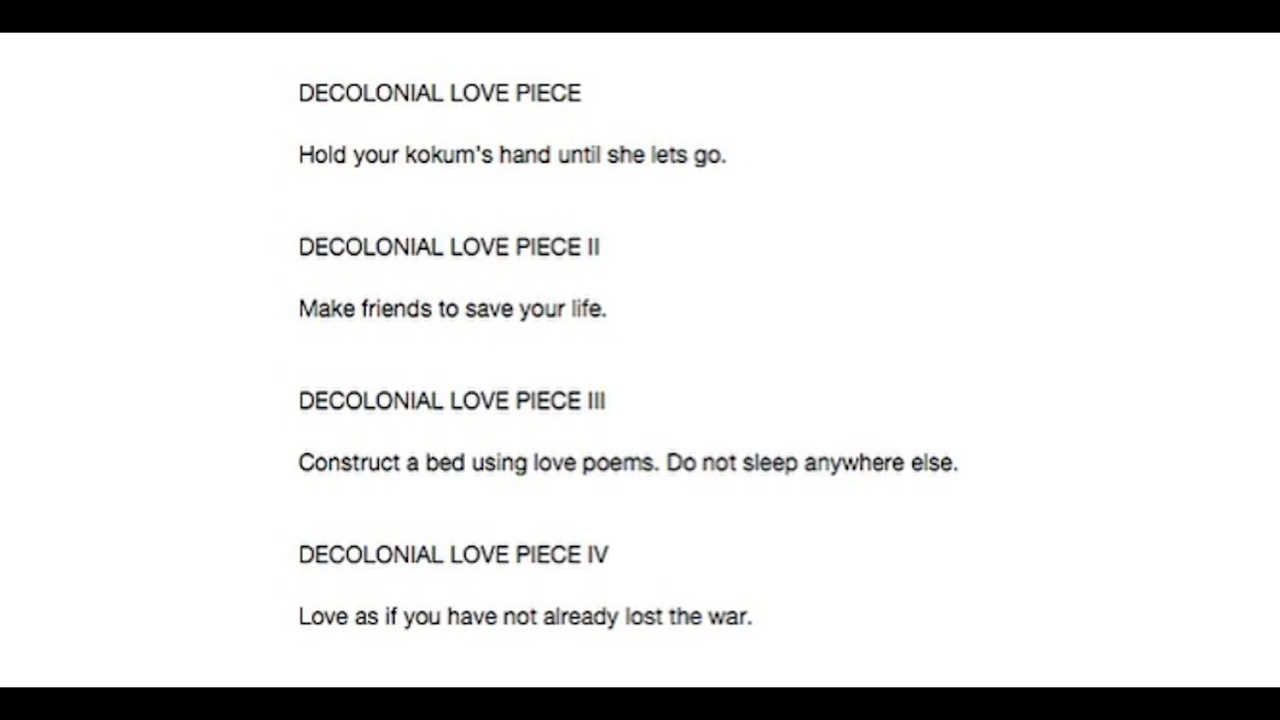 DECOLONIAL LOVE PIECE
Hold your kokum's hand until she lets go.
DECOLONIAL LOVE PIECE II
Make friends to save your life.
DECOLONIAL LOVE PIECE III
Construct a bed using love poems. Do not sleep anywhere else.
DECOLONIAL LOVE PIECE IV
Love as if you have not already lost the war.